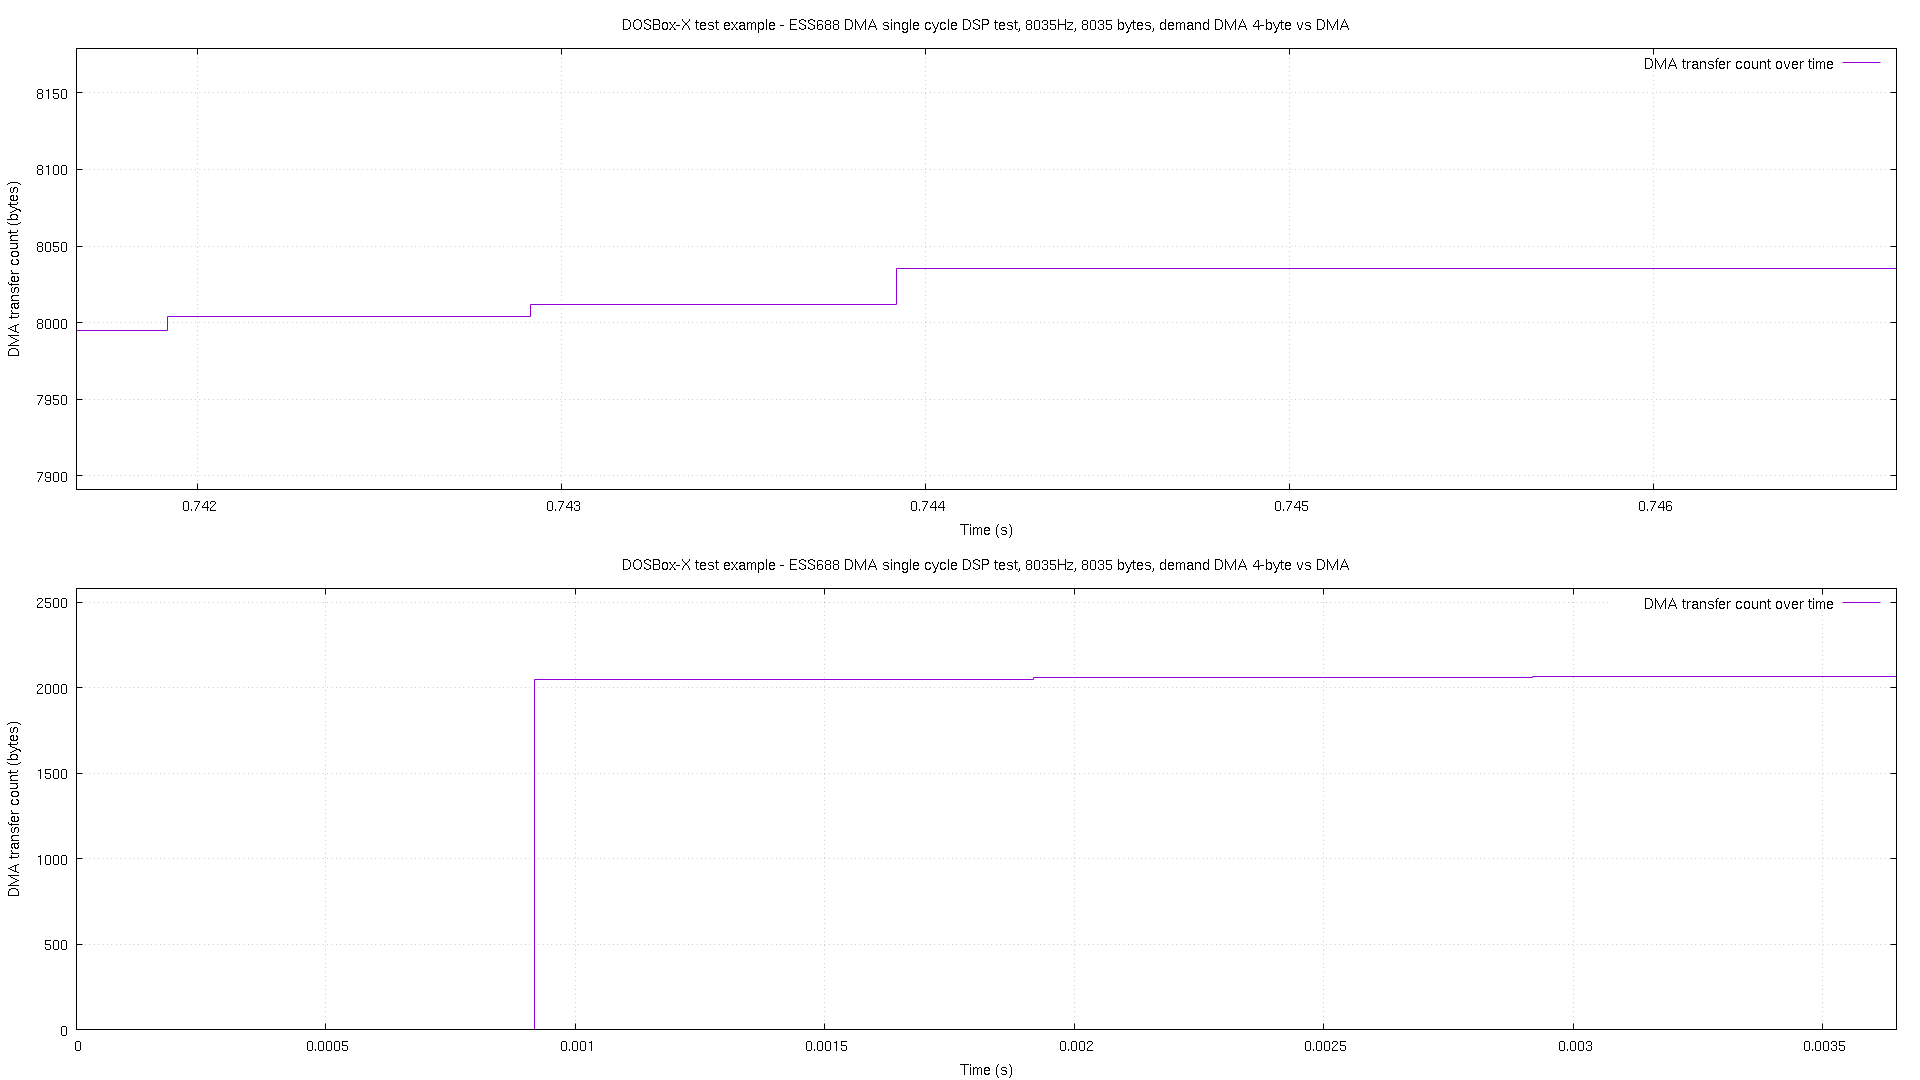 DOSBox-X test example - ESS688 DMA single cycle DSP test, 8035Hz, 8035 bytes, demand DMA 4-byte vs DMA
DMA transfer count over time
8150
8100
8050
8000
7950
7900
DMA transfer count (bytes)
0.742 0.743 0.744 0.745 0.746
Time (s)
DOSBox-X test example - ESS688 DMA single cycle DSP test, 8035Hz, 8035 bytes, demand DMA 4-byte vs DMA
DMA transfer count over time
2500
2000
1500
1000
500
0
DMA transfer count (bytes)
0 0.0005 0.001 0.0015 0.002 0.0025 0.003 0.0035
Time (s)